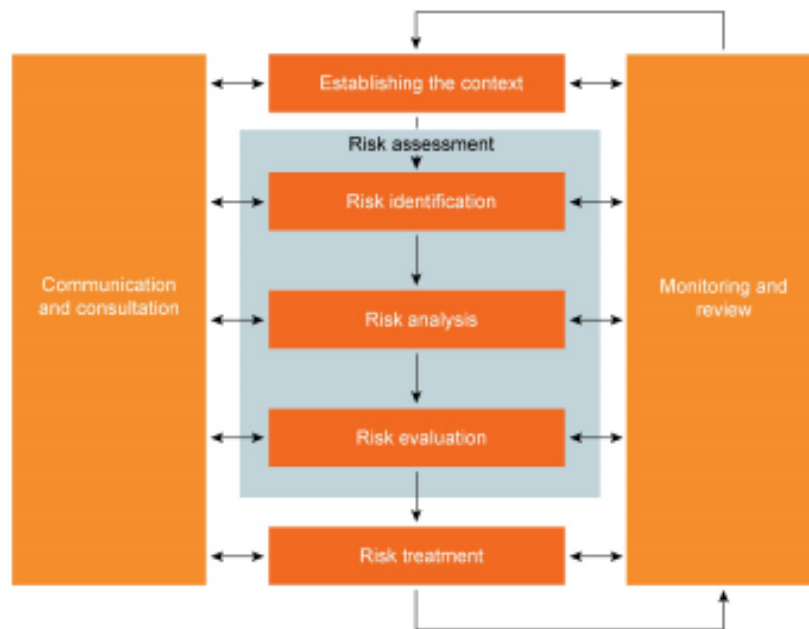 Establishing the context
Risk assessment
Risk identification
Communication
and consultation
Monitoring and
review
Risk analysis
Risk evaluation
Risk treatment